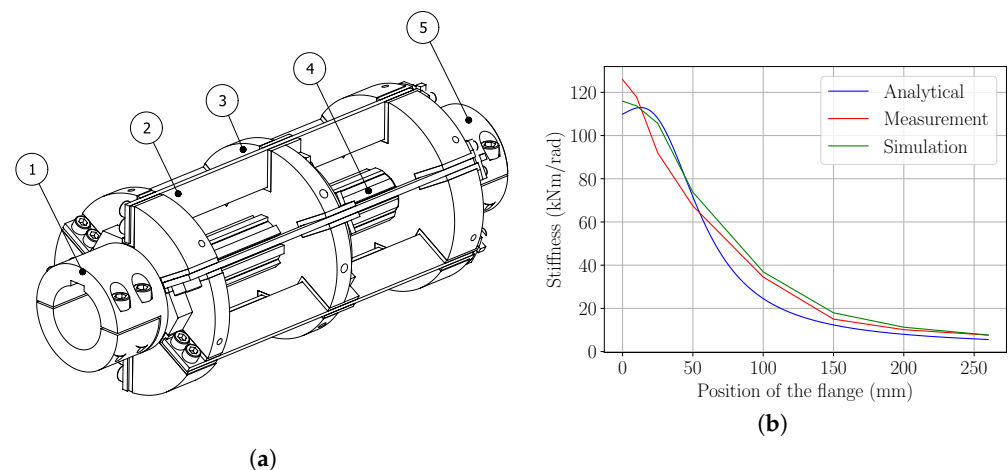 1
2
3
4
5
(a)
Stiffness (kNm/rad)
120
100
80
60
40
20
0
Analytical
Measurement
Simulation
0 50 100 150 200 250
Position of the flange (mm)
(b)